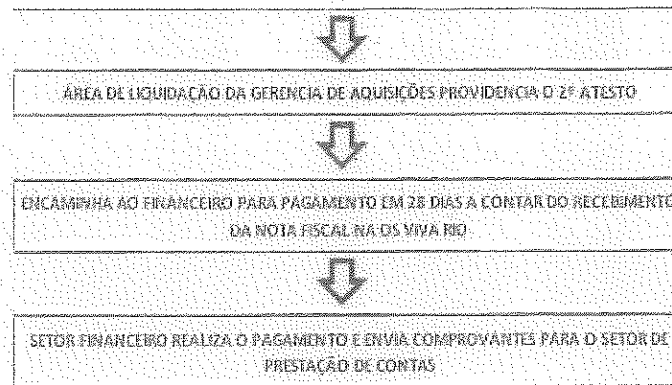 ÁREA DE LIQUIDAÇÃO DA GERENCIA DE AQUISIÇÕES PROVIDENCIA O 2º ATESTO
ENCAMINHA AO FINANCEIRO PARA PAGAMENTO EM 28 DIAS A CONTAR DO RECEBIMENTO
DA NOTA FISCAL NA OS VIVA RIO
SETOR FINANCEIRO REALIZA O PAGAMENTO E ENVIA COMPROVANTES PARA O SETOR DE
PRESTAÇÃO DE CONTAS